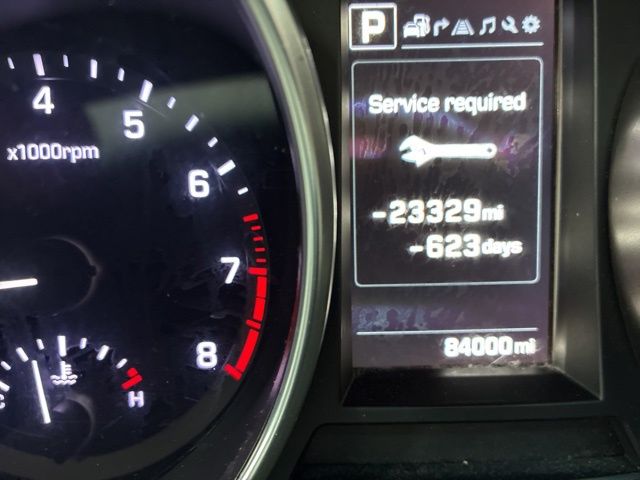 4
5
x1000rpm
6
7
8
H
P
Service required
-23329mi
-623days
84000mi